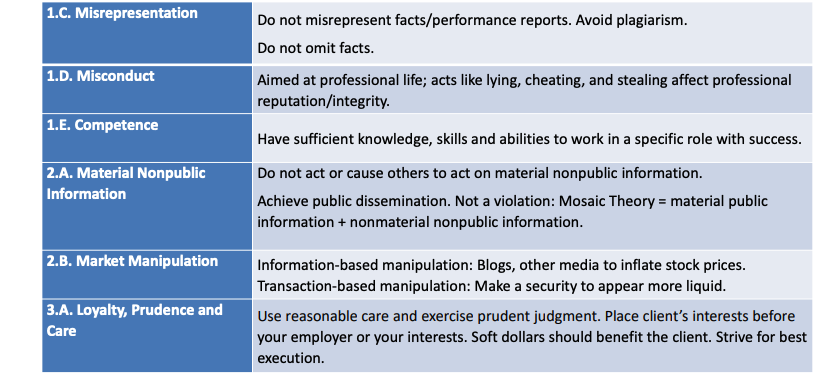 1.C. Misrepresentation
Do not misrepresent facts/performance reports. Avoid plagiarism.
Do not omit facts.
1.D. Misconduct
Aimed at professional life; acts like lying, cheating, and stealing affect professional
reputation/integrity.
1.E. Competence
Have sufficient knowledge, skills and abilities to work in a specific role with success.
2.A. Material Nonpublic
Information
Do not act or cause others to act on material nonpublic information.
Achieve public dissemination. Not a violation: Mosaic Theory = material public
information + nonmaterial nonpublic information.
2.B. Market Manipulation
Information-based manipulation: Blogs, other media to inflate stock prices.
Transaction-based manipulation: Make a security to appear more liquid.
3.A. Loyalty, Prudence and
Care
Use reasonable care and exercise prudent judgment. Place client’s interests before
your employer or your interests. Soft dollars should benefit the client. Strive for best
execution.